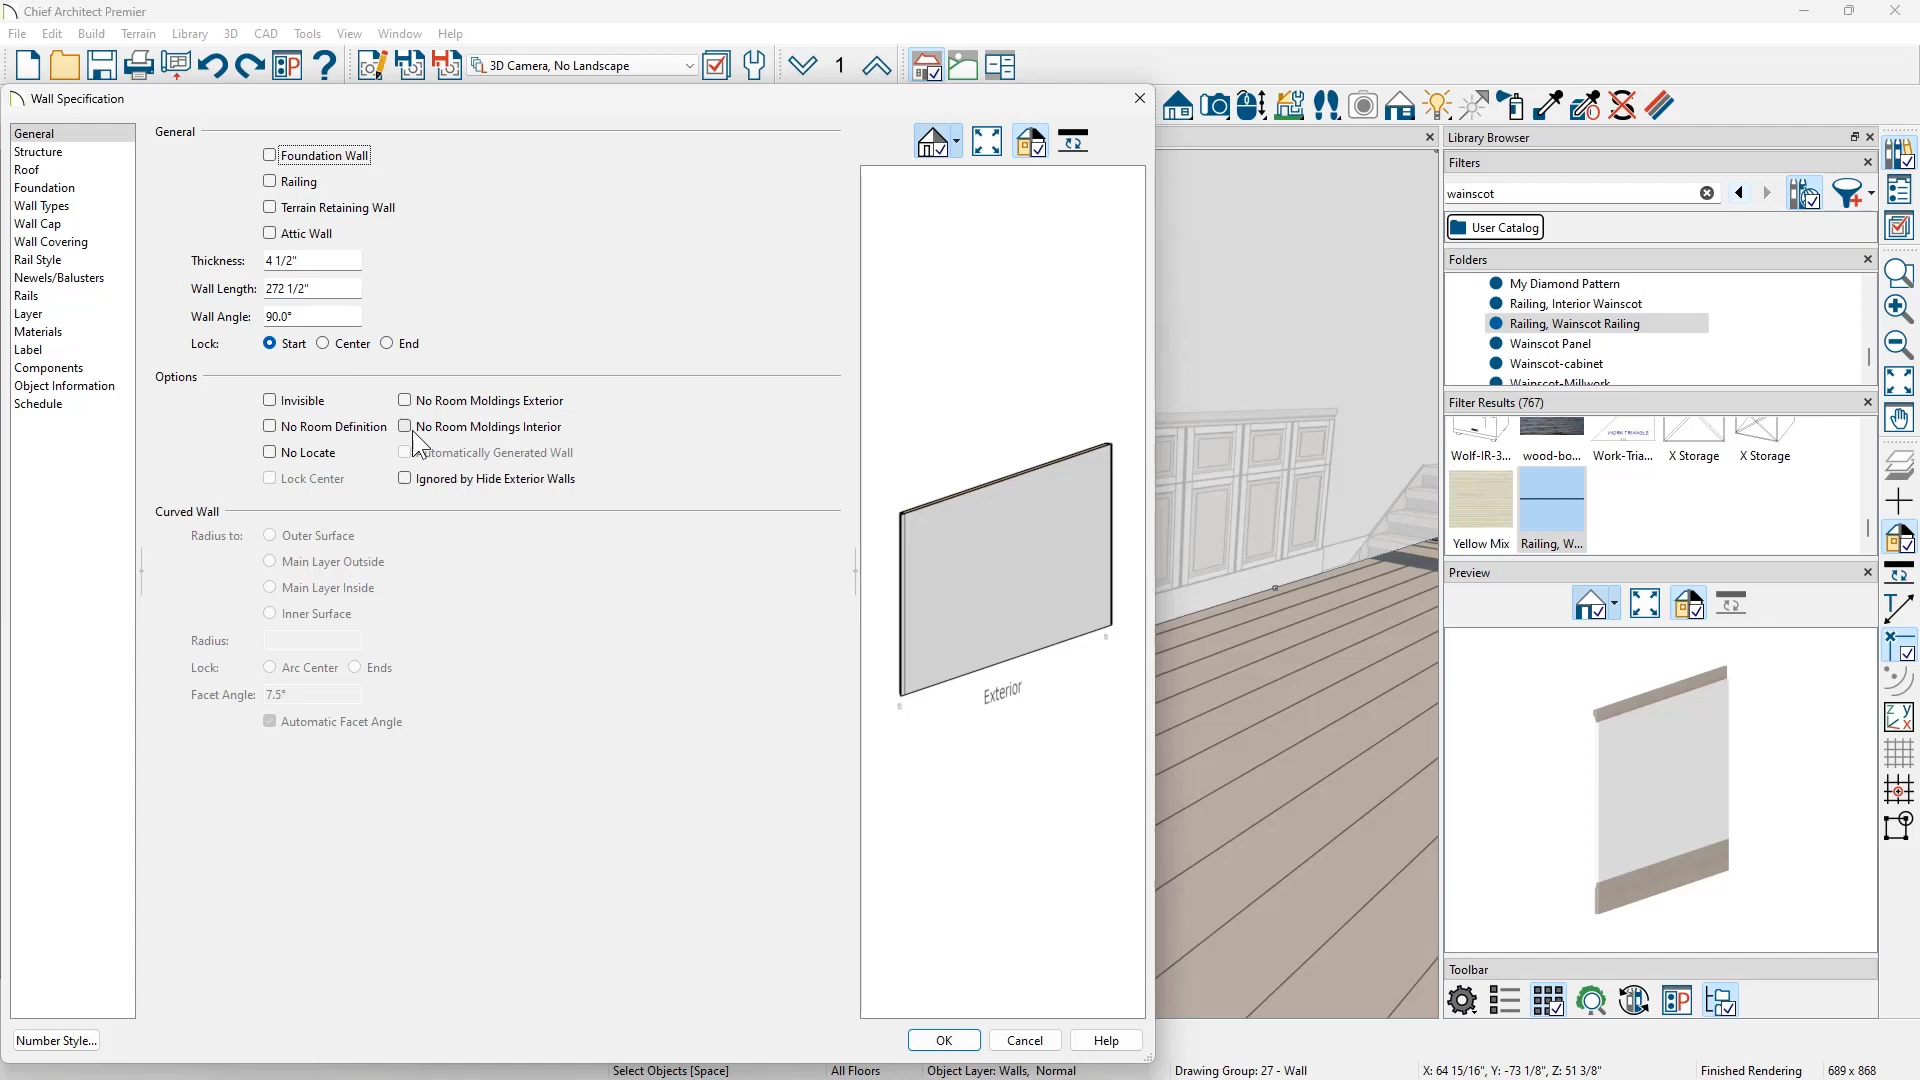 Chief Architect Premier
File Edit Build Terrain Library 3D CAD Tools View Window Help
3D Camera, No Landscape
1
Wall Specification
General
Structure
Roof
Foundation
Wall Types
Wall Cap
Wall Covering
Rail Style
Newels/Balusters
Rails
Layer
Materials
Label
Components
Object Information
Schedule
Number Style...
General
Foundation Wall
Railing
Terrain Retaining Wall
Attic Wall
Thickness: 4 1/2"
Wall Length: 272 1/2"
Wall Angle: 90.0°
Lock: Start Center End
Options
Invisible No Room Moldings Exterior
No Room Definition No Room Moldings Interior
No Locate utomatically Generated Wall
Lock Center Ignored by Hide Exterior Walls
Curved Wall
Radius to: Outer Surface
Main Layer Outside
Main Layer Inside
Inner Surface
Radius:
Lock: Arc Center Ends
Facet Angle: 7.5°
Automatic Facet Angle
Exterior
OK Cancel Help
Library Browser
Filters
wainscot
User Catalog
Folders
My Diamond Pattern
Railing, Interior Wainscot
Railing, Wainscot Railing
Wainscot Panel
Wainscot-cabinet
Wainscot-Millwork
Filter Results (767)
WORK TRIANGLE
Wolf-IR-3... wood-bo... Work-Tria... X Storage X Storage
Yellow Mix Railing, W...
Preview
Toolbar
Select Objects [Space] All Floors Object Layer: Walls, Normal Drawing Group: 27 - Wall X: 64 15/16", Y: -73 1/8", Z: 51 3/8" Finished Rendering 689 x 868